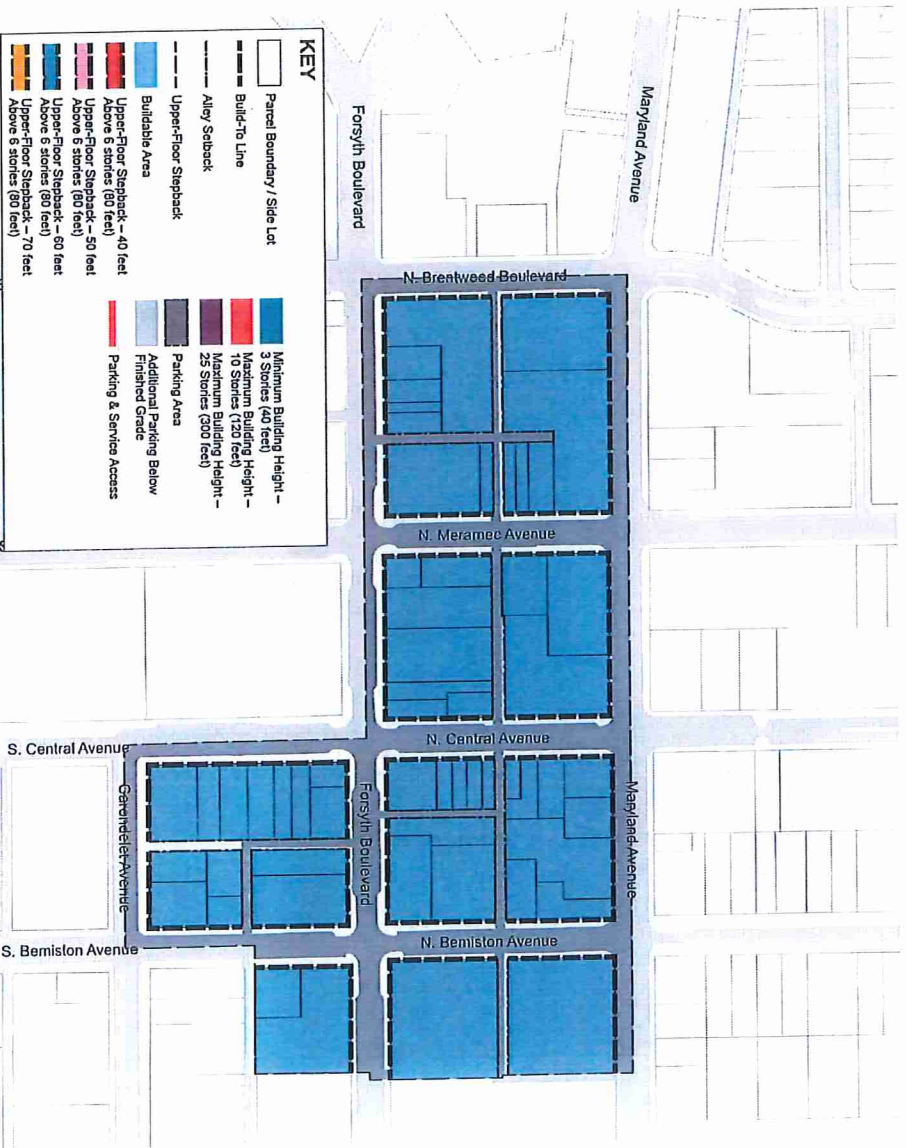 KEY
Parcel Boundary / Side Lot
Build-To Line
Alley Setback
Upper-Floor Stepback
Buildable Area
Upper-Floor Stepback – 40 feet
Above 6 stories (80 feet)
Upper-Floor Stepback – 50 feet
Above 6 stories (80 feet)
Upper-Floor Stepback – 60 feet
Above 6 stories (80 feet)
Upper-Floor Stepback – 70 feet
Above 6 stories (80 feet)
Minimum Building Height –
3 Stories (40 feet)
Maximum Building Height –
10 Stories (120 feet)
Maximum Building Height –
25 Stories (300 feet)
Parking Area
Additional Parking Below
Finished Grade
Parking & Service Access
Forsyth Boulevard
Maryland Avenue
N. Brentwood Boulevard
N. Meramec Avenue
S. Central Avenue
N. Central Avenue
Carondelet Avenue
Forsyth Boulevard
Maryland Avenue
S. Bemiston Avenue
N. Bemiston Avenue